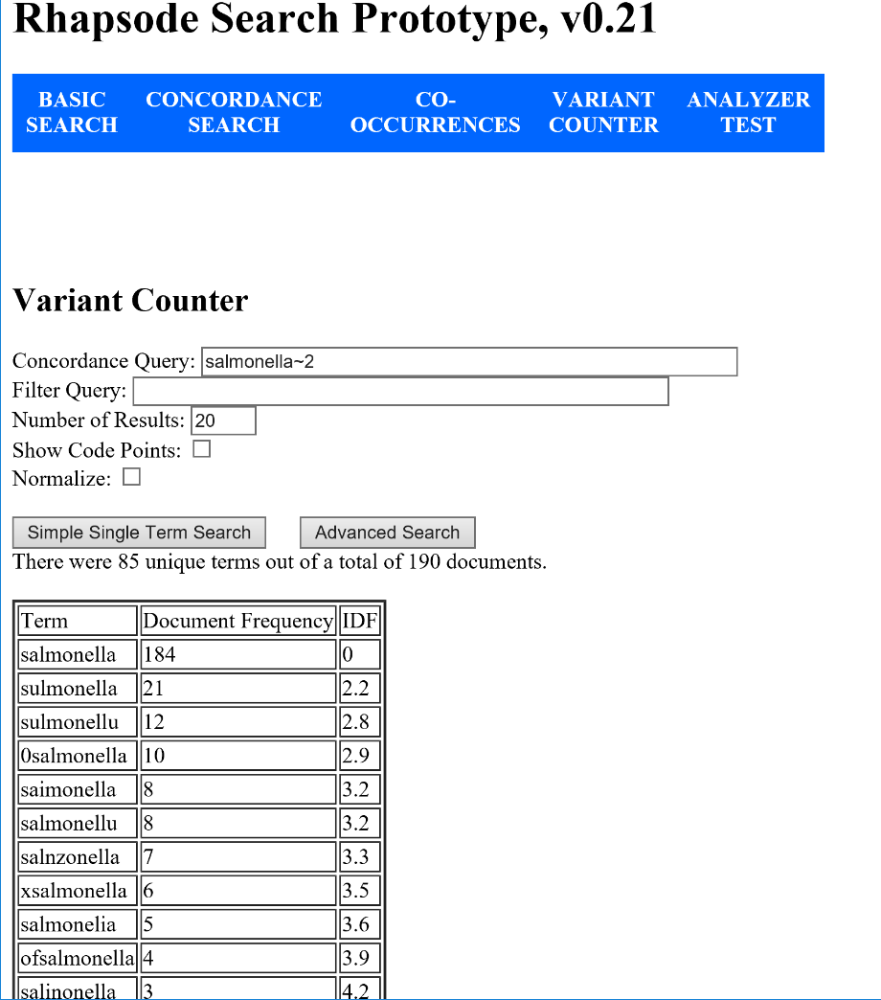 Rhapsode Search Prototype, v0.21
BASIC SEARCH
CONCORDANCE SEARCH
CO-OCCURRENCES
VARIANT COUNTER
ANALYZER TEST
Variant Counter
Concordance Query: salmonella~2
Filter Query:
Number of Results: 20
Show Code Points:
Normalize:
Simple Single Term Search Advanced Search
There were 85 unique terms out of a total of 190 documents.
Term Document Frequency IDF
salmonella 184 0
sulmonella 21 2.2
sulmonellu 12 2.8
0salmonella 10 2.9
saimonella 8 3.2
salmonellu 8 3.2
salnzonella 7 3.3
xsalmonella 6 3.5
salmonelia 5 3.6
ofsalmonella 4 3.9
salinonella 3 4.2